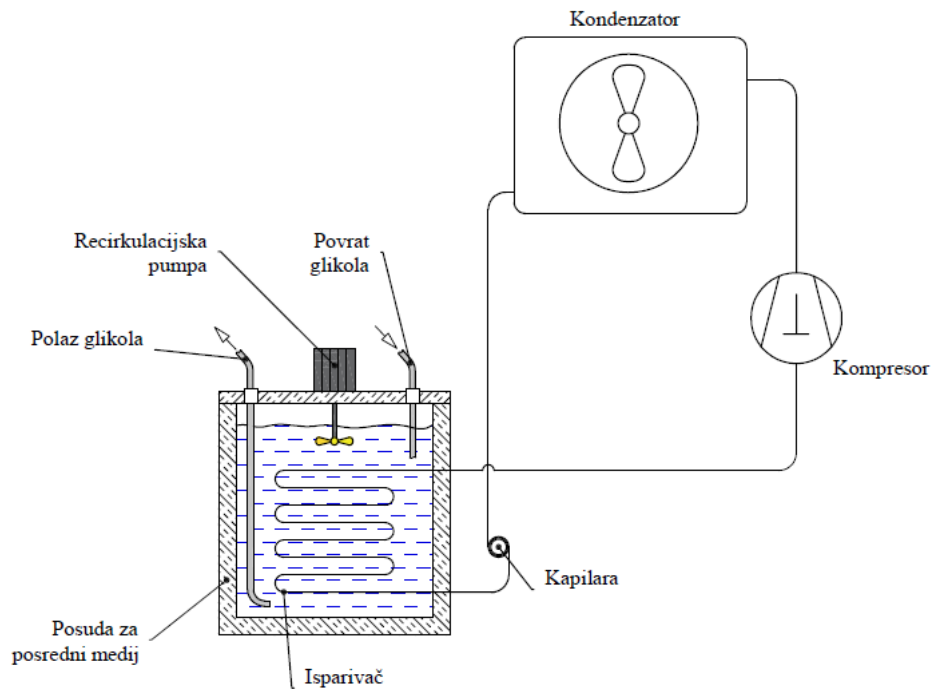 Kondenzator
Recirkulacijska
pumpa
Povrat
glikola
Polaz glikola
Kompresor
Kapilara
Posuda za
posredni medij
Isparivač